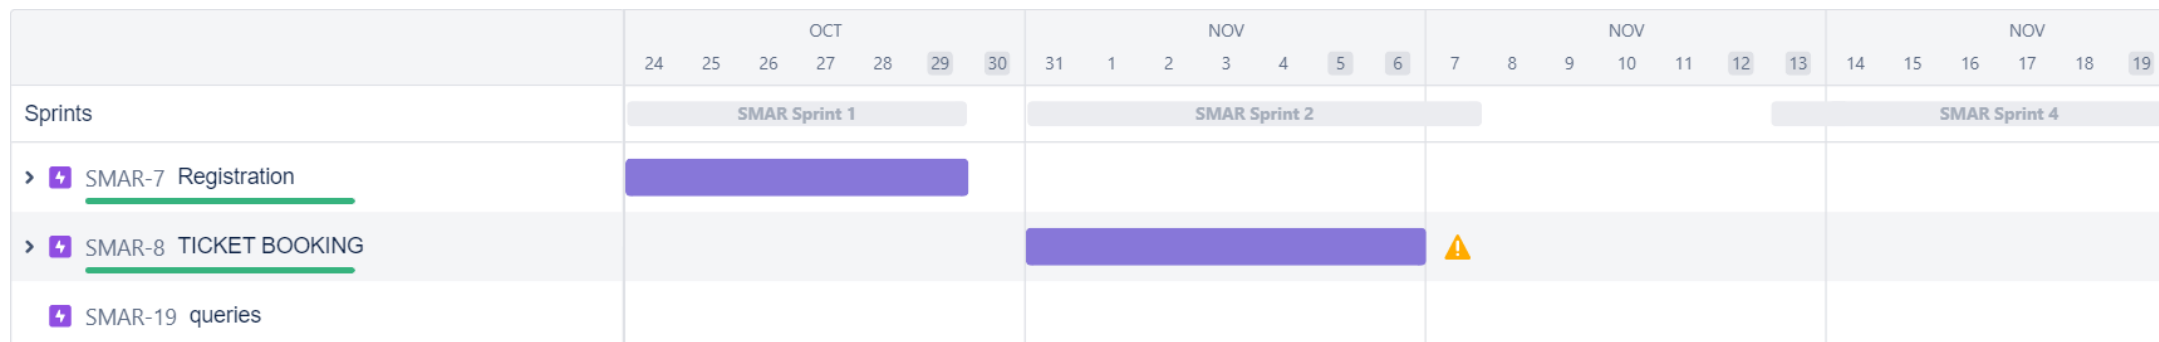 OCT NOV NOV NOV
24 25 26 27 28 29 30 31 1 2 3 4 5 6 7 8 9 10 11 12 13 14 15 16 17 18 19
Sprints SMAR Sprint 1 SMAR Sprint 2 SMAR Sprint 4
SMAR-7 Registration
SMAR-8 TICKET BOOKING
SMAR-19 queries